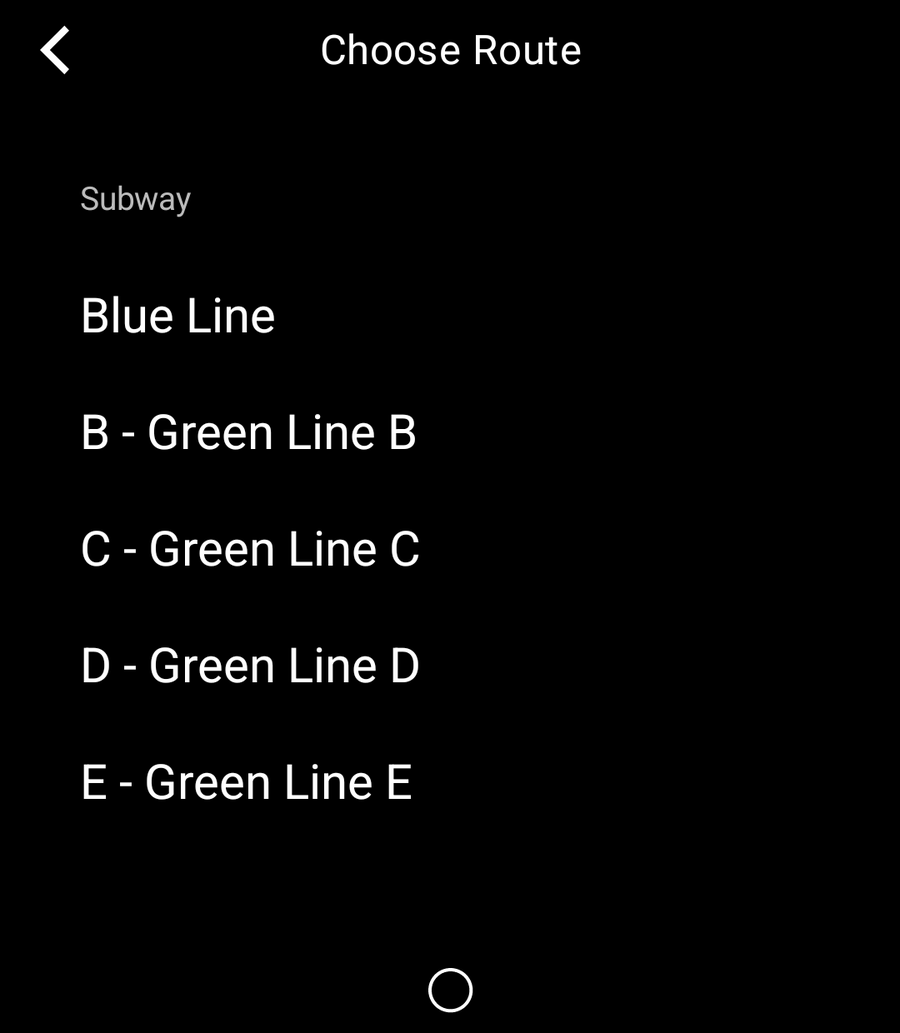 Choose Route
Subway
Blue Line
B - Green Line B
C - Green Line C
D - Green Line D
E - Green Line E